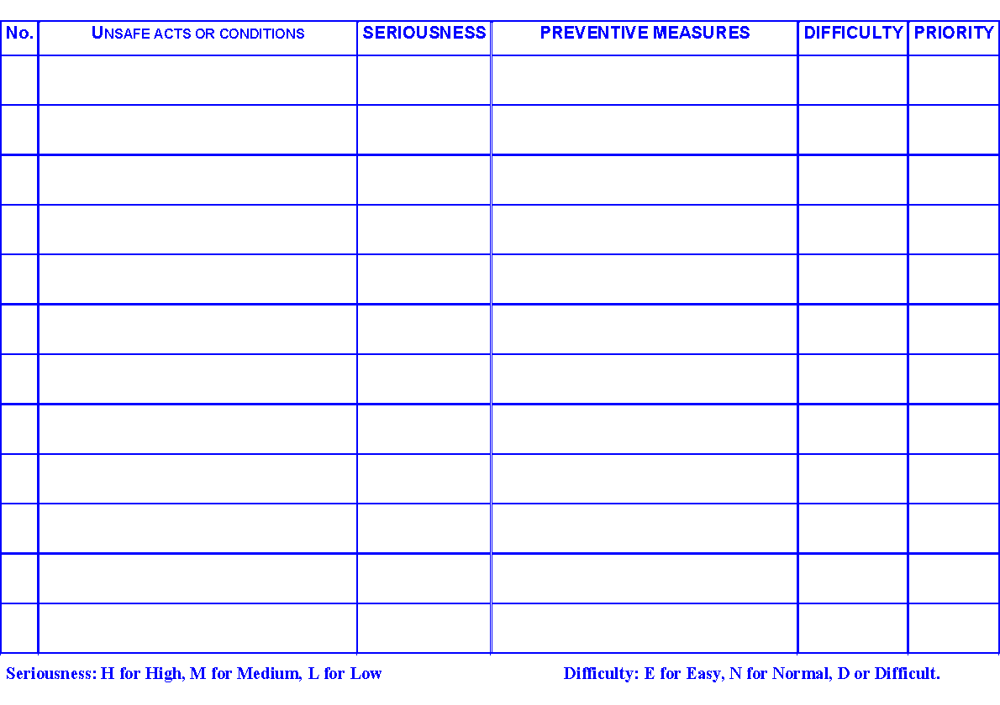 No. UNSAFE ACTS OR CONDITIONS SERIOUSNESS PREVENTIVE MEASURES DIFFICULTY PRIORITY
Seriousness: H for High, M for Medium, L for Low Difficulty: E for Easy, N for Normal, D or Difficult.